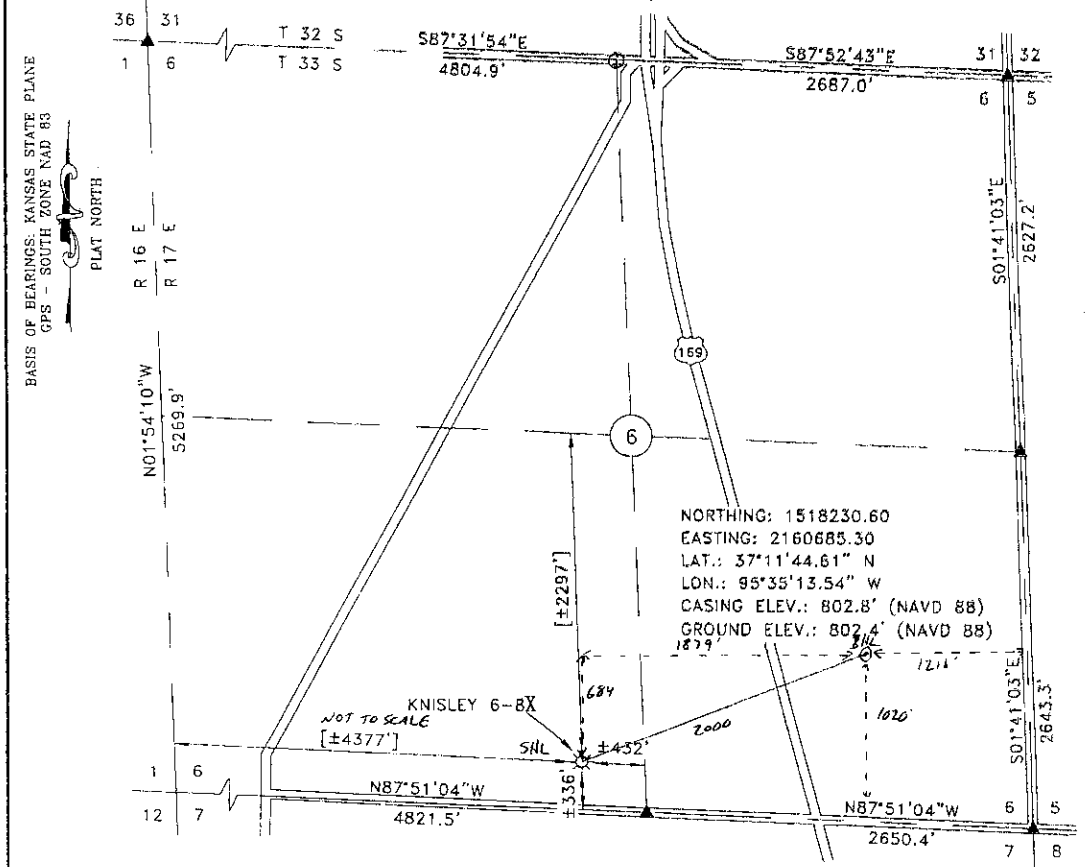 36 31
T 32 S
S87°31'54"E
S87°52'43"E
31 32
1 6
T 33 S
4804.9'
2687.0'
6 5
BASIS OF BEARINGS: KANSAS STATE PLANE
GPS - SOUTH ZONE NAD 83
PLAT NORTH
R 16 E
R 17 E
S01°41'03"E
2627.2'
169
N01°54'10"W
5269.9'
6
[±2297']
NORTHING: 1518230.60
EASTING: 2160685.30
LAT.: 37°11'44.61" N
LON.: 95°35'13.54" W
CASING ELEV.: 802.8' (NAVD 88)
GROUND ELEV.: 802.4' (NAVD 88)
1879'
BHL
1211'
684
KNISLEY 6-8X
2000
1020'
S01°41'03"E
2643.3'
NOT TO SCALE
[±4377']
SHL
±432'
±336'
1 6
N87°51'04"W
N87°51'04"W
6 5
12 7
4821.5'
2650.4'
7 8